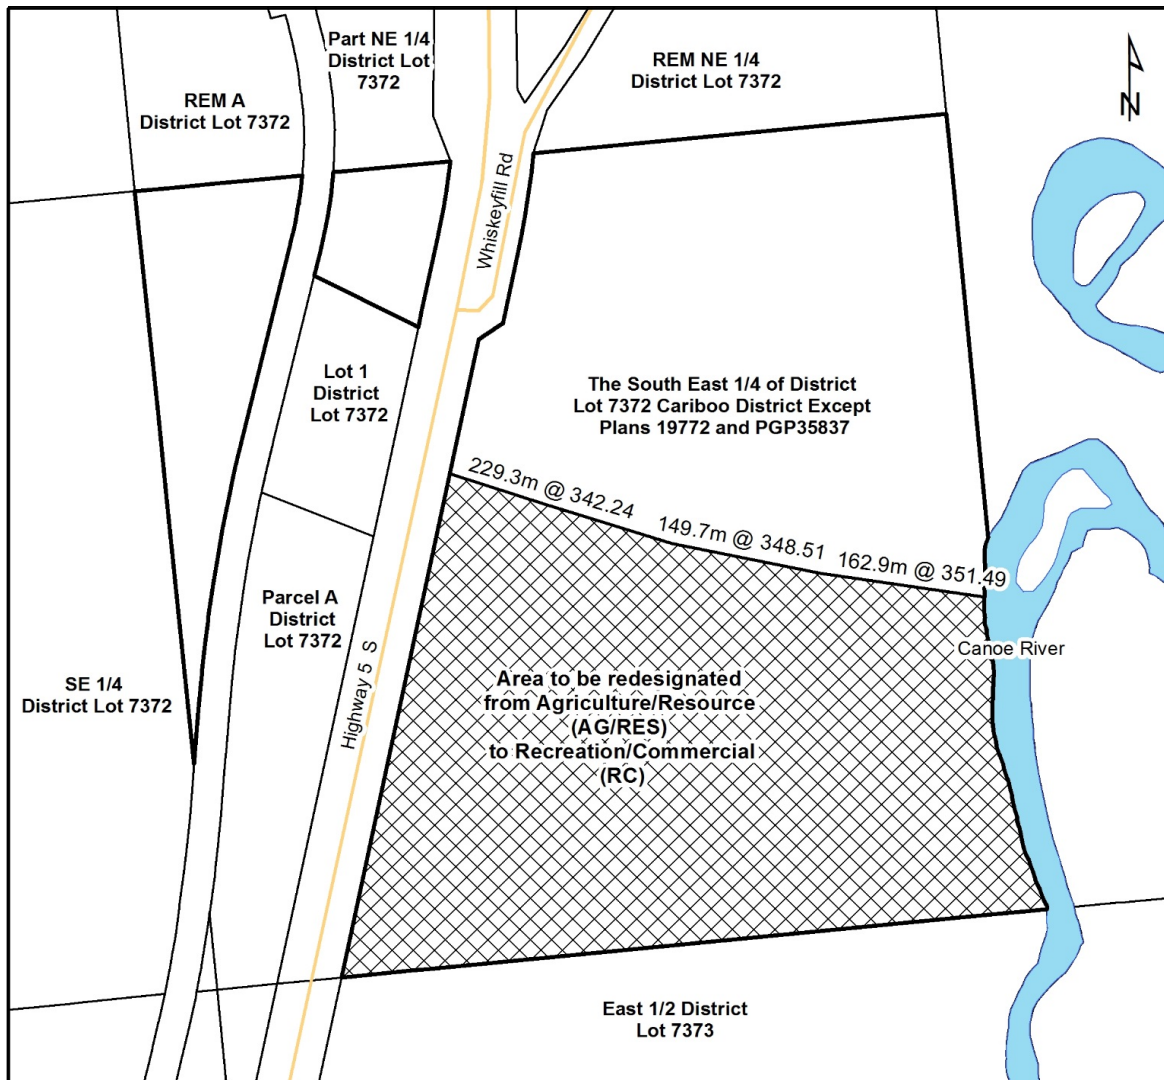 Part NE 1/4
District Lot
7372
REM NE 1/4
District Lot 7372
REM A
District Lot 7372
N
Whiskeyfill Rd
Lot 1
District
Lot 7372
The South East 1/4 of District
Lot 7372 Cariboo District Except
Plans 19772 and PGP35837
229.3m @ 342.24
149.7m @ 348.51
162.9m @ 351.49
Parcel A
District
Lot 7372
Canoe River
Highway 5 S
SE 1/4
District Lot 7372
Area to be redesignated
from Agriculture/Resource
(AG/RES)
to Recreation/Commercial
(RC)
East 1/2 District
Lot 7373